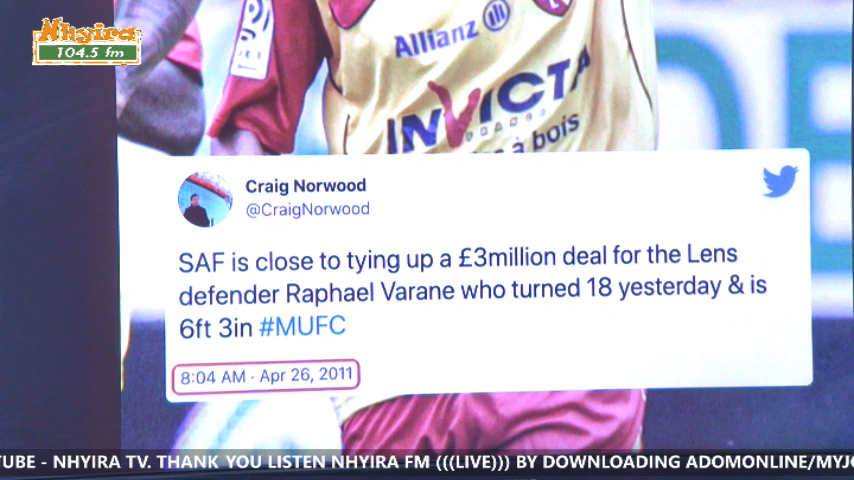 Nhyira
104.5 fm
Allianz
INVICTA
à bois
Craig Norwood
@CraigNorwood
SAF is close to tying up a £3million deal for the Lens
defender Raphael Varane who turned 18 yesterday & is
6ft 3in #MUFC
8:04 AM · Apr 26, 2011
TUBE - NHYIRA TV. THANK YOU LISTEN NHYIRA FM (((LIVE))) BY DOWNLOADING ADOMONLINE/MYJO